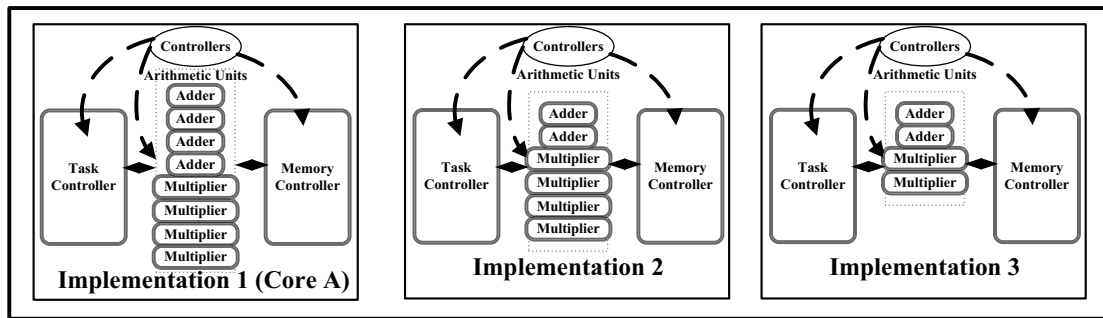 Controllers
Arithmetic Units
Adder
Adder
Adder
Adder
Multiplier
Multiplier
Multiplier
Multiplier
Task
Controller
Memory
Controller
Implementation 1 (Core A)
Controllers
Arithmetic Units
Adder
Adder
Multiplier
Multiplier
Multiplier
Multiplier
Task
Controller
Memory
Controller
Implementation 2
Controllers
Arithmetic Units
Adder
Adder
Multiplier
Multiplier
Task
Controller
Memory
Controller
Implementation 3